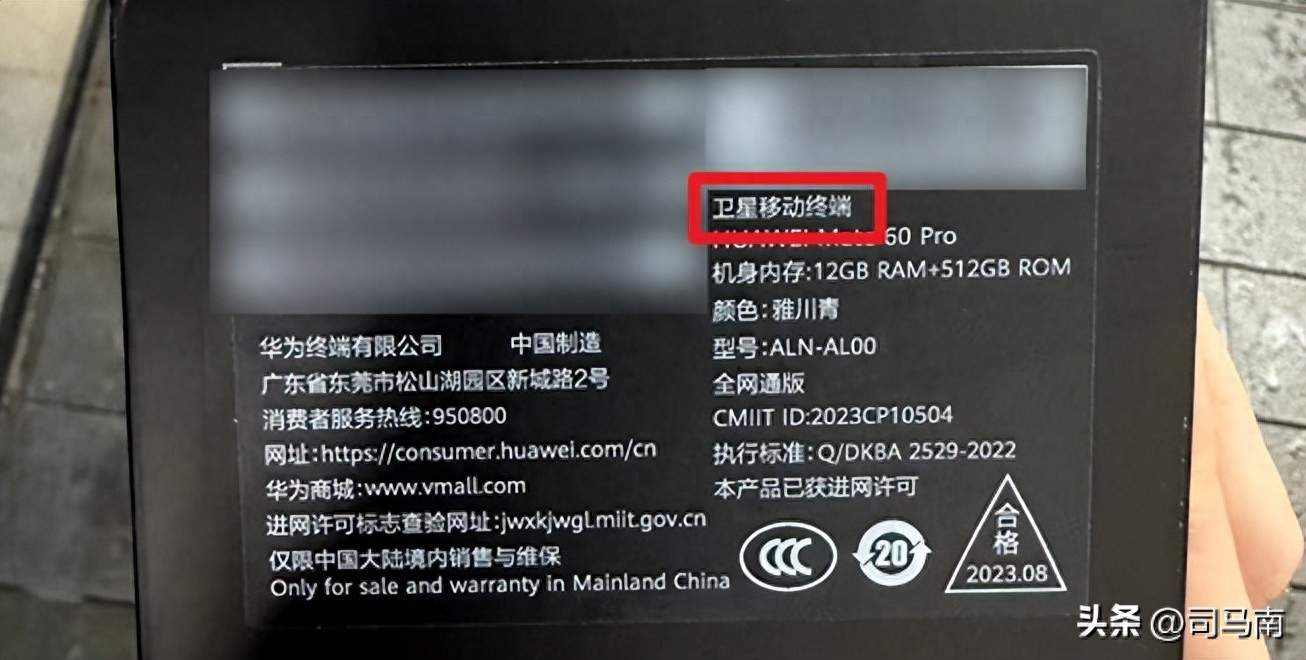 卫星移动终端
HUAWEI Mate 60 Pro
机身内存:12GB RAM+512GB ROM
颜色:雅川青
型号:ALN-AL00
全网通版
CMIIT ID:2023CP10504
执行标准:Q/DKBA 2529-2022
本产品已获进网许可
华为终端有限公司 中国制造
广东省东莞市松山湖园区新城路2号
消费者服务热线:950800
网址:https://consumer.huawei.com/cn
华为商城:www.vmall.com
进网许可标志查验网址:jwxkjwgl.miit.gov.cn
仅限中国大陆境内销售与维保
Only for sale and warranty in Mainland China
CCC
20
合格
2023.08
头条 @司马南